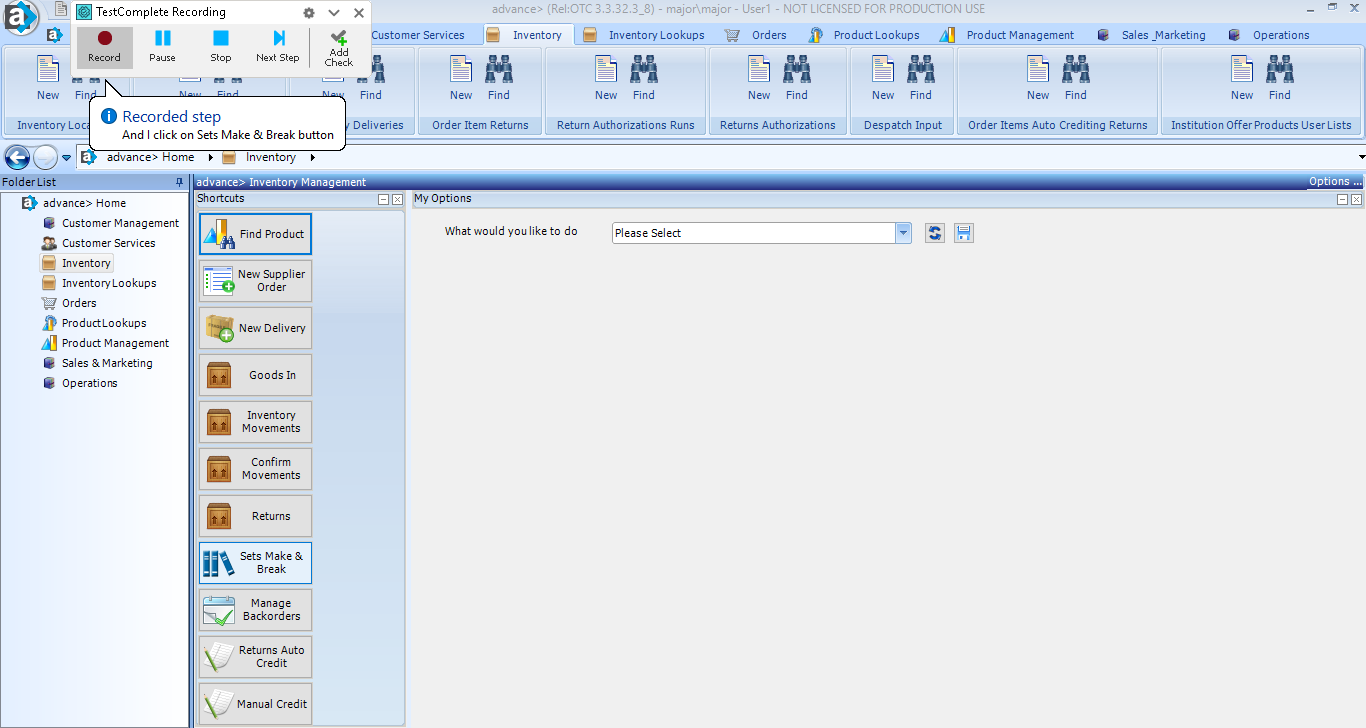 TestComplete Recording
advance> (Rel:OTC 3.3.32.3_8) - major\major - User1 - NOT LICENSED FOR PRODUCTION USE
Record
Pause
Stop
Next Step
Add
Check
Customer Services
Inventory
Inventory Lookups
Orders
Product Lookups
Product Management
Sales _Marketing
Operations
New
Find
New
Find
New
Find
New
Find
New
Find
New
Find
New
Find
New
Find
New
Find
Inventory Loca
Deliveries
Order Item Returns
Return Authorizations Runs
Returns Authorizations
Despatch Input
Order Items Auto Crediting Returns
Institution Offer Products User Lists
Recorded step
And I click on Sets Make & Break button
advance> Home
Inventory
Folder List
advance> Home
Customer Management
Customer Services
Inventory
Inventory Lookups
Orders
Product Lookups
Product Management
Sales & Marketing
Operations
advance> Inventory Management
Options ...
Shortcuts
Find Product
New Supplier
Order
New Delivery
Goods In
Inventory
Movements
Confirm
Movements
Returns
Sets Make &
Break
Manage
Backorders
Returns Auto
Credit
Manual Credit
My Options
What would you like to do
Please Select